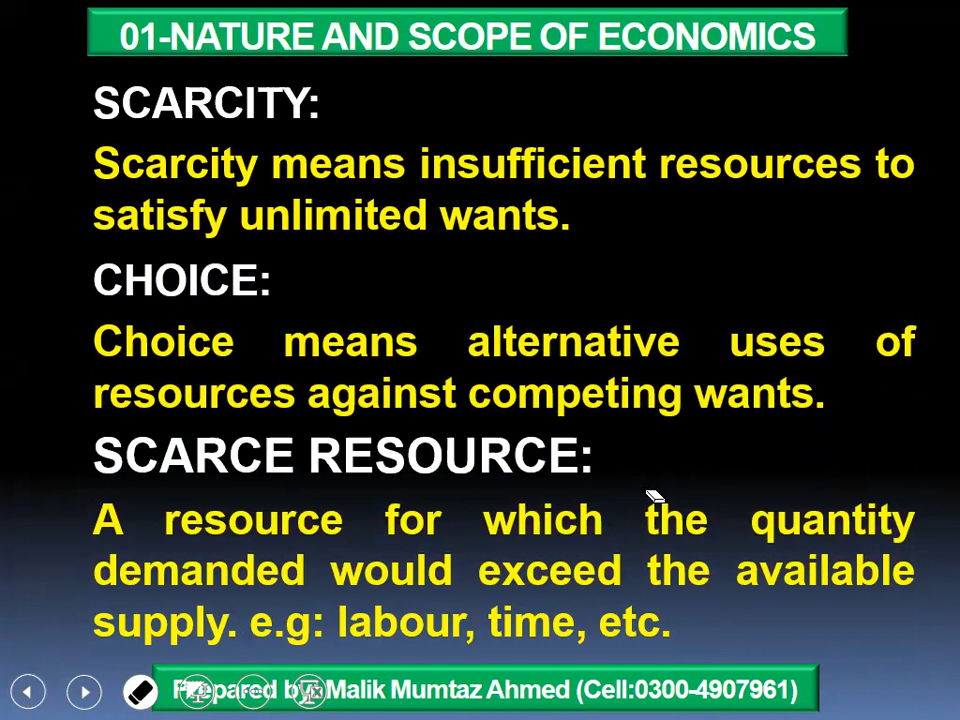 01-NATURE AND SCOPE OF ECONOMICS
SCARCITY:
Scarcity means insufficient resources to
satisfy unlimited wants.
CHOICE:
Choice means alternative uses of
resources against competing wants.
SCARCE RESOURCE:
A resource for which the quantity
demanded would exceed the available
supply. e.g: labour, time, etc.
Prepared by: Malik Mumtaz Ahmed (Cell:0300-4907961)